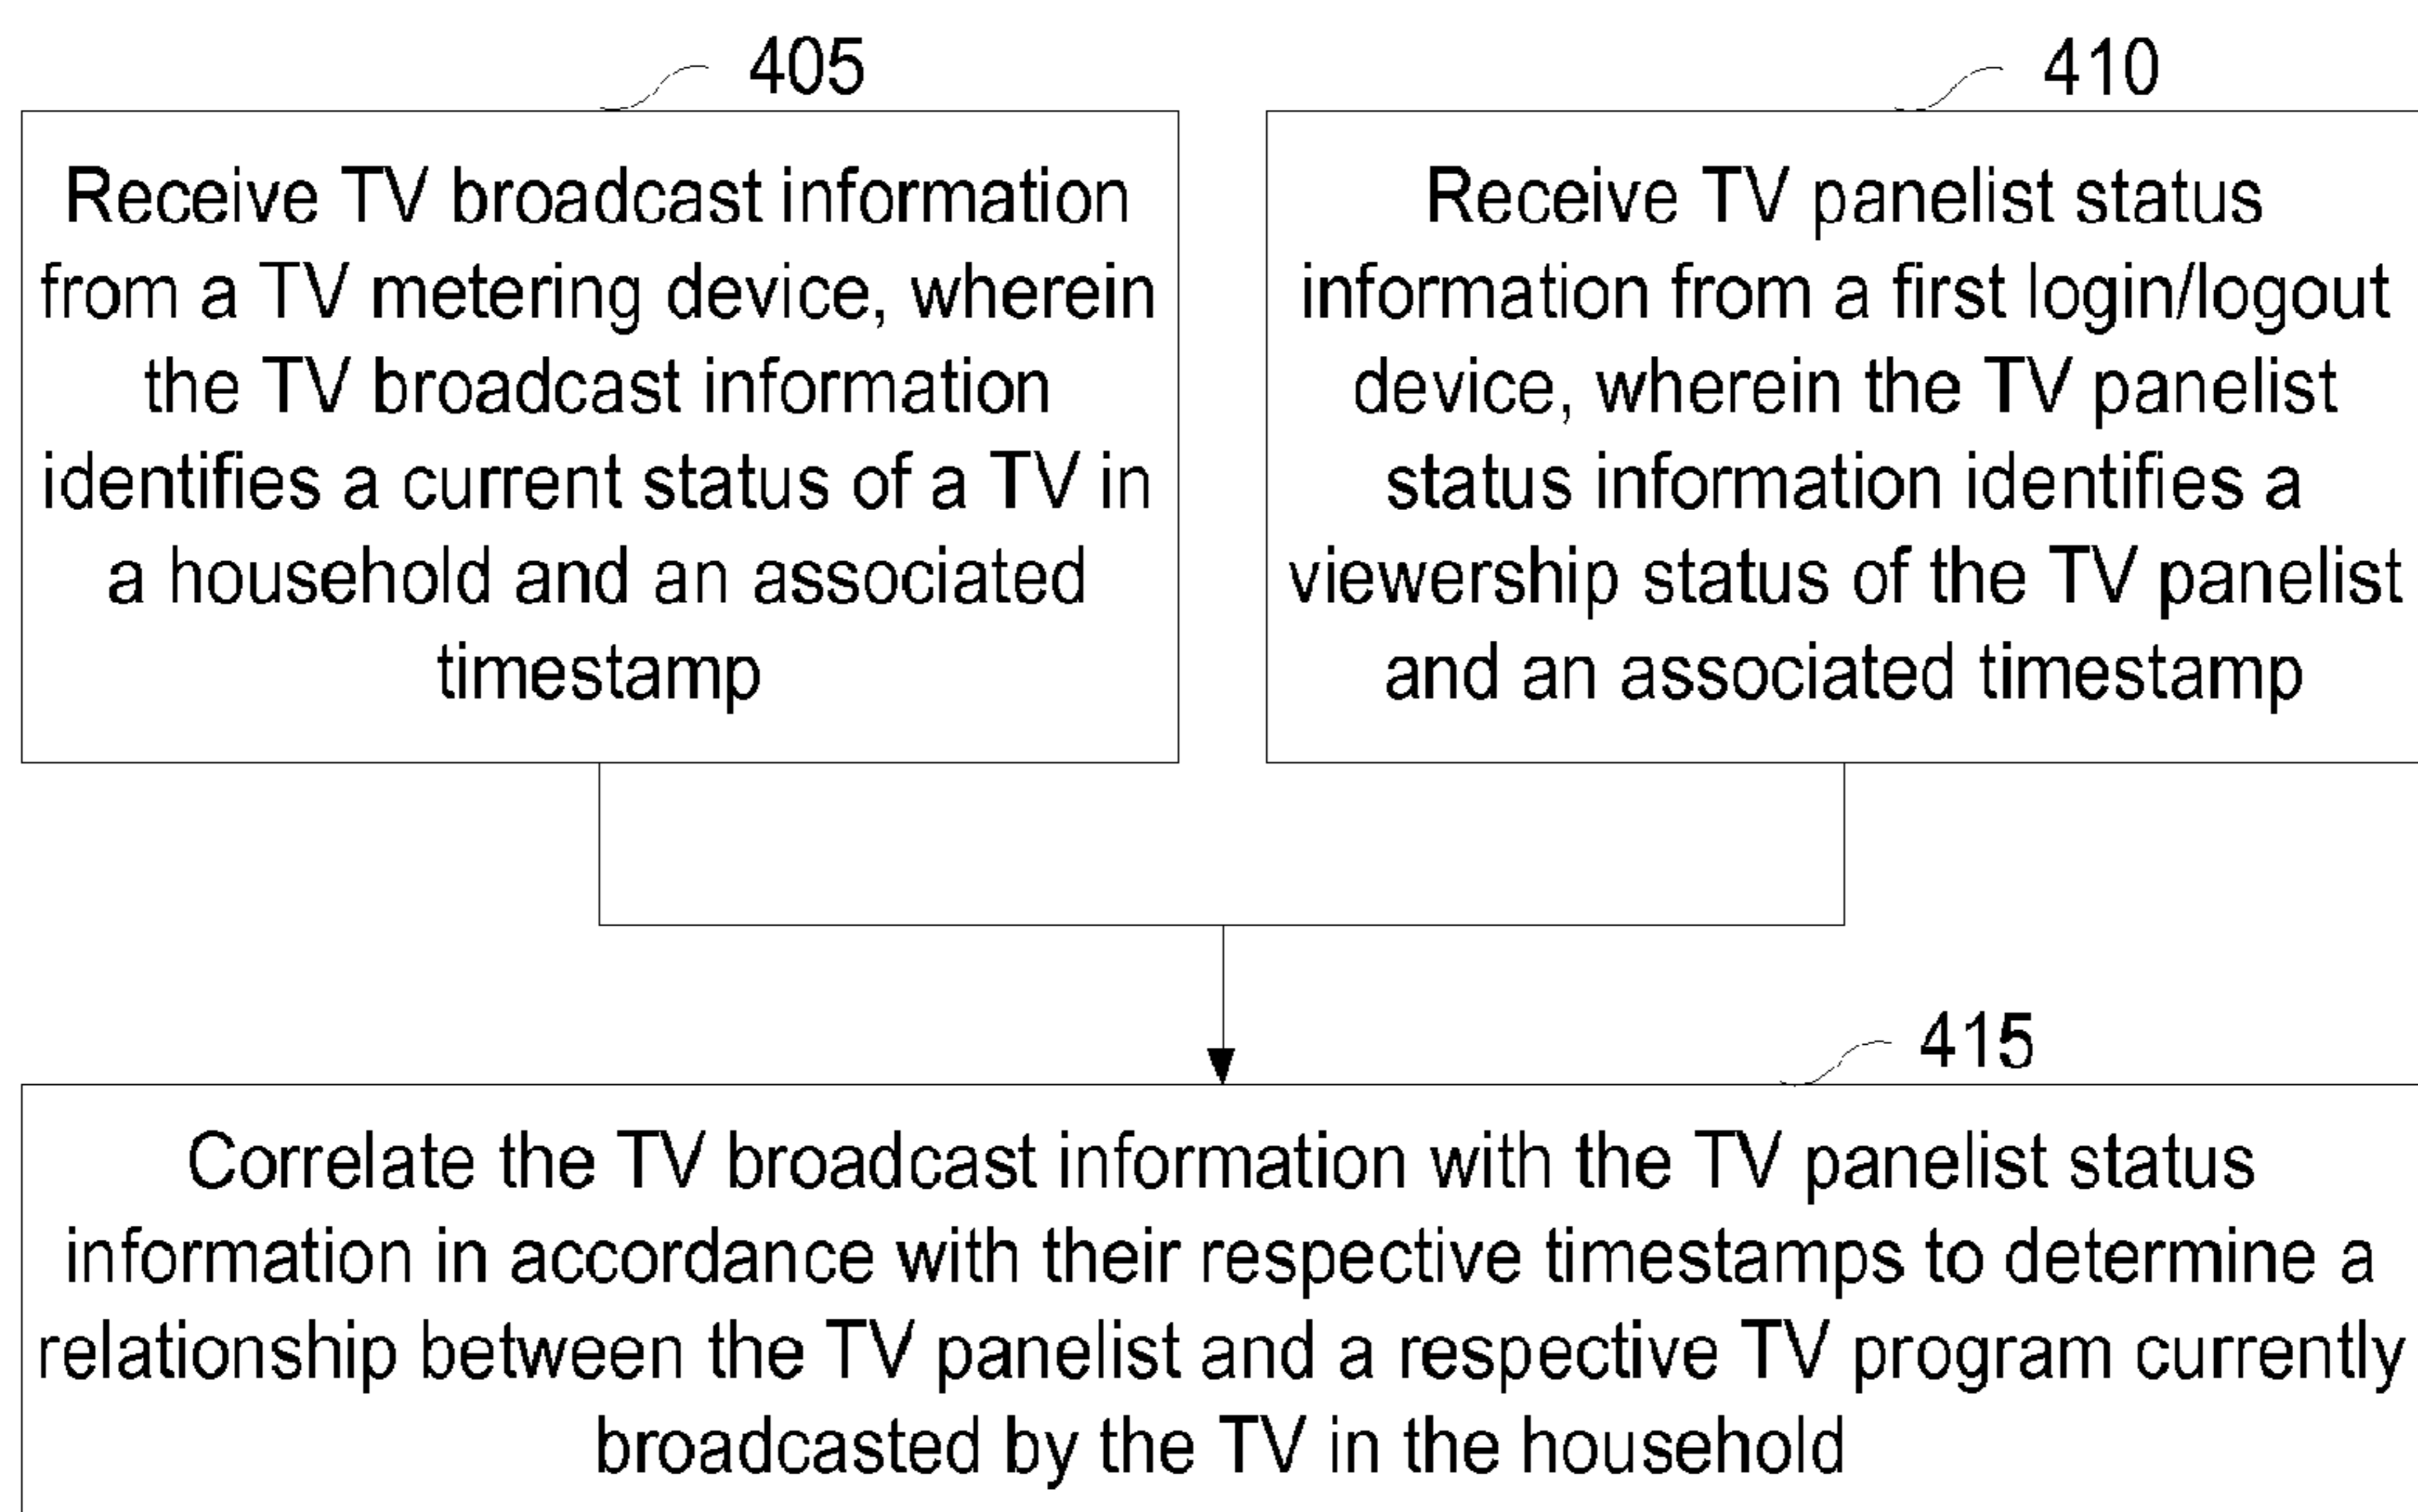 405
Receive TV broadcast information
from a TV metering device, wherein
the TV broadcast information
identifies a current status of a TV in
a household and an associated
timestamp
410
Receive TV panelist status
information from a first login/logout
device, wherein the TV panelist
status information identifies a
viewership status of the TV panelist
and an associated timestamp
415
Correlate the TV broadcast information with the TV panelist status
information in accordance with their respective timestamps to determine a
relationship between the TV panelist and a respective TV program currently
broadcasted by the TV in the household